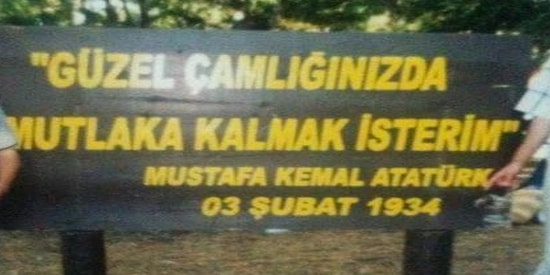 "GÜZEL ÇAMLIĞINIZDA
MUTLAKA KALMAK İSTERİM"
MUSTAFA KEMAL ATATÜRK
03 ŞUBAT 1934